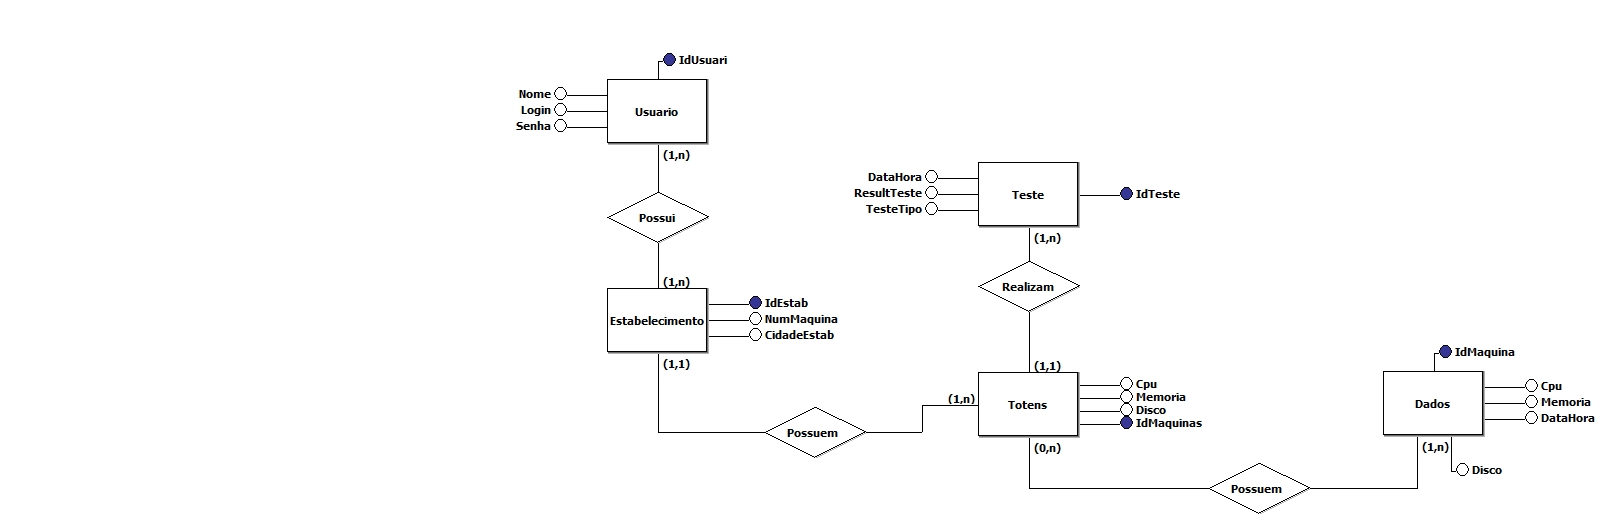 IdUsuari
Nome
Login
Senha
Usuario
(1,n)
Possui
(1,n)
Estabelecimento
IdEstab
NumMaquina
CidadeEstab
(1,1)
Possuem
(1,n)
DataHora
ResultTeste
TesteTipo
Teste
IdTeste
(1,n)
Realizam
(1,1)
Totens
Cpu
Memoria
Disco
IdMaquinas
(0,n)
Possuem
IdMaquina
Dados
Cpu
Memoria
DataHora
(1,n)
Disco